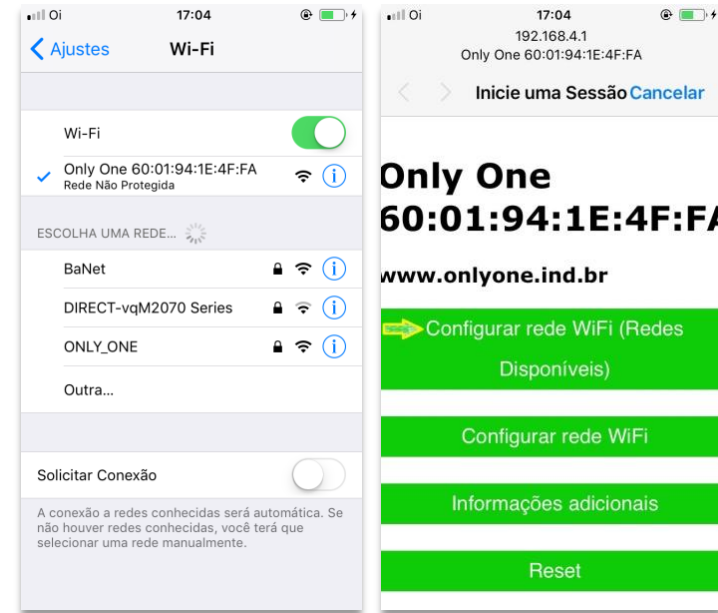 Oi 17:04
Ajustes Wi-Fi
Wi-Fi
Only One 60:01:94:1E:4F:FA
Rede Não Protegida
ESCOLHA UMA REDE...
BaNet
DIRECT-vqM2070 Series
ONLY_ONE
Outra...
Solicitar Conexão
A conexão a redes conhecidas será automática. Se
não houver redes conhecidas, você terá que
selecionar uma rede manualmente.
Oi 17:04
192.168.4.1
Only One 60:01:94:1E:4F:FA
Inicie uma Sessão Cancelar
Only One
60:01:94:1E:4F:FA
www.onlyone.ind.br
Configurar rede WiFi (Redes
Disponíveis)
Configurar rede WiFi
Informações adicionais
Reset